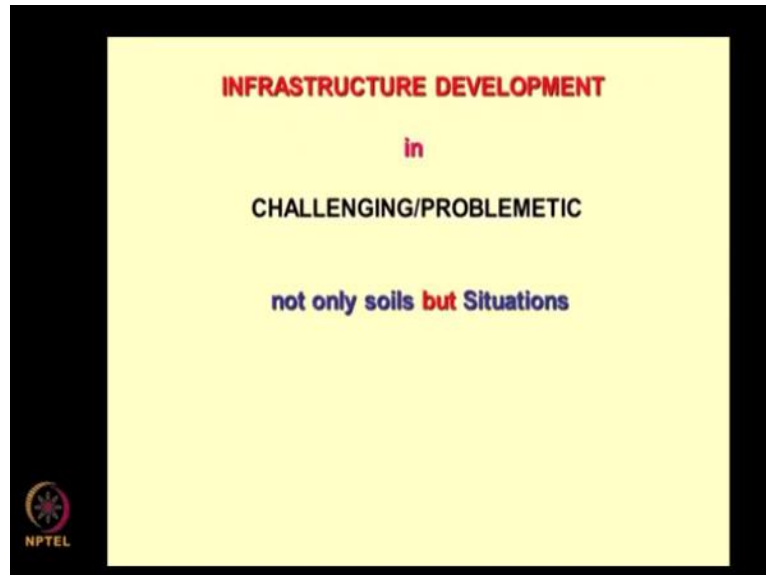 INFRASTRUCTURE DEVELOPMENT
in
CHALLENGING/PROBLEMETIC
not only soils but Situations
NPTEL